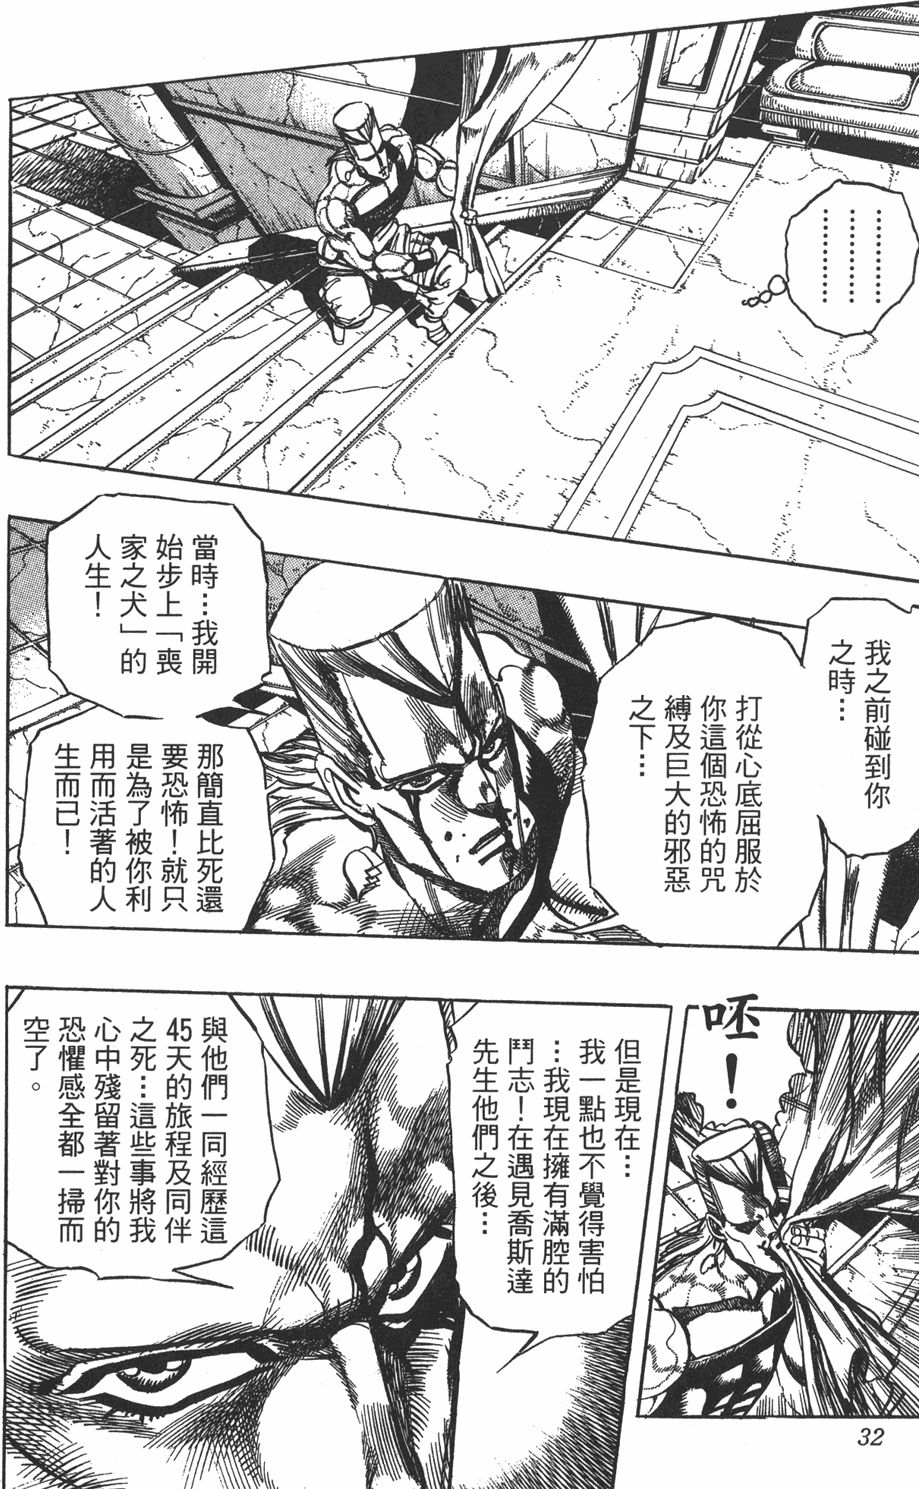 ………
………
………
我之前碰到你
之時…
打從心底屈服於
你這個恐怖的咒
縛及巨大的邪惡
之下…
當時…我開
始步上「喪
家之犬」的
人生！
那簡直比死還
要恐怖！就只
是為了被你利
用而活著的人
生而已！
呸！
但是現在…
我一點也不覺得害怕
…我現在擁有滿腔的
鬥志！在遇見喬斯達
先生他們之後…
與他們一同經歷這
45天的旅程及同伴
之死…這些事將我
心中殘留著對你的
恐懼感全都一掃而
空了。
32